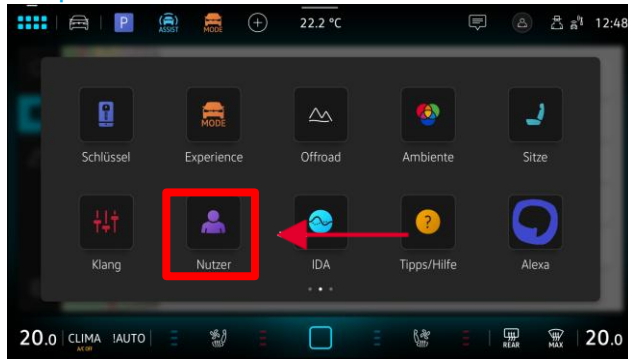 P ASSIST MODE 22.2 °C 12:48
MODE
Schlüssel Experience Offroad Ambiente Sitze
?
Klang Nutzer IDA Tipps/Hilfe Alexa
20.0 CLIMA !AUTO REAR MAX 20.0
A/C Off